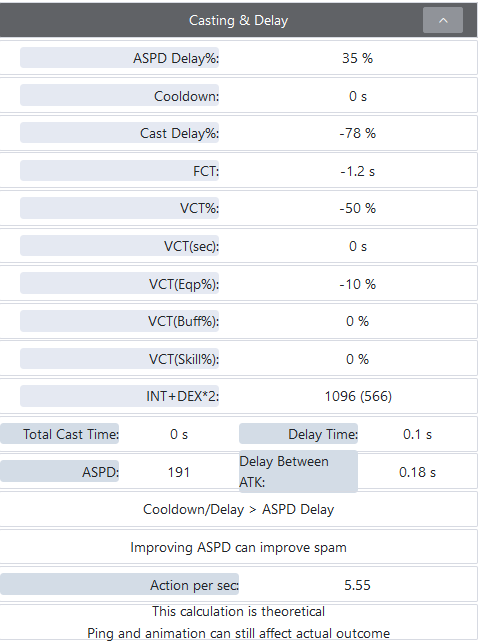 Casting & Delay
ASPD Delay%: 35 %
Cooldown: 0 s
Cast Delay%: -78 %
FCT: -1.2 s
VCT%: -50 %
VCT(sec): 0 s
VCT(Eqp%): -10 %
VCT(Buff%): 0 %
VCT(Skill%): 0 %
INT+DEX*2: 1096 (566)
Total Cast Time: 0 s Delay Time: 0.1 s
ASPD: 191 Delay Between ATK: 0.18 s
Cooldown/Delay > ASPD Delay
Improving ASPD can improve spam
Action per sec: 5.55
This calculation is theoretical
Ping and animation can still affect actual outcome